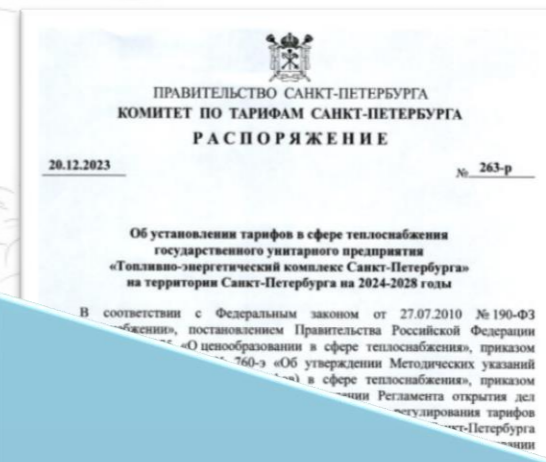 ПРАВИТЕЛЬСТВО САНКТ-ПЕТЕРБУРГА
КОМИТЕТ ПО ТАРИФАМ САНКТ-ПЕТЕРБУРГА
РАСПОРЯЖЕНИЕ
20.12.2023 № 263-р
Об установлении тарифов в сфере теплоснабжения
государственного унитарного предприятия
«Топливно-энергетический комплекс Санкт-Петербурга»
на территории Санкт-Петербурга на 2024-2028 годы
В соответствии с Федеральным законом от 27.07.2010 № 190-ФЗ
постановлением Правительства Российской Федерации
«О ценообразовании в сфере теплоснабжения», приказом
760-э «Об утверждении Методических указаний
в сфере теплоснабжения», приказом
Регламента открытия дел
регулирования тарифов